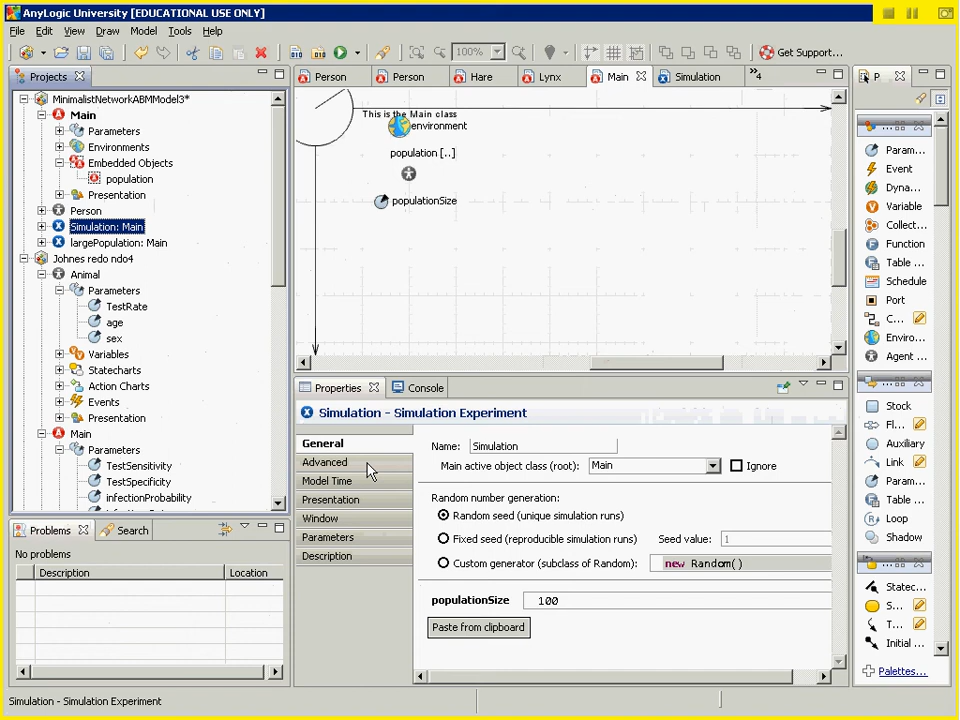 AnyLogic University [EDUCATIONAL USE ONLY]
File Edit View Draw Model Tools Help
100% Get Support...
Projects
Person Person Hare Lynx Main Simulation »4 P
MinimalistNetworkABMModel3*
Main
Parameters
Environments
Embedded Objects
population
Presentation
Person
Simulation: Main
largePopulation: Main
Johnes redo ndo4
Animal
Parameters
TestRate
age
sex
Variables
Statecharts
Action Charts
Events
Presentation
Main
Parameters
TestSensitivity
TestSpecificity
infectionProbability
This is the Main class
environment
population [..]
populationSize
Param...
Event
Dyna...
Variable
Collect...
Function
Table ...
Schedule
Port
C...
Enviro...
Agent ...
Stock
Fl...
Auxiliary
Link
Param...
Table ...
Loop
Shadow
Statec...
S...
T...
Initial ...
Palettes...
Properties Console
Simulation - Simulation Experiment
General
Advanced
Model Time
Presentation
Window
Parameters
Description
Name: Simulation
Main active object class (root): Main Ignore
Random number generation:
Random seed (unique simulation runs)
Fixed seed (reproducible simulation runs) Seed value: 1
Custom generator (subclass of Random): new Random()
populationSize 100
Paste from clipboard
Problems Search
No problems
Description Location
Simulation - Simulation Experiment